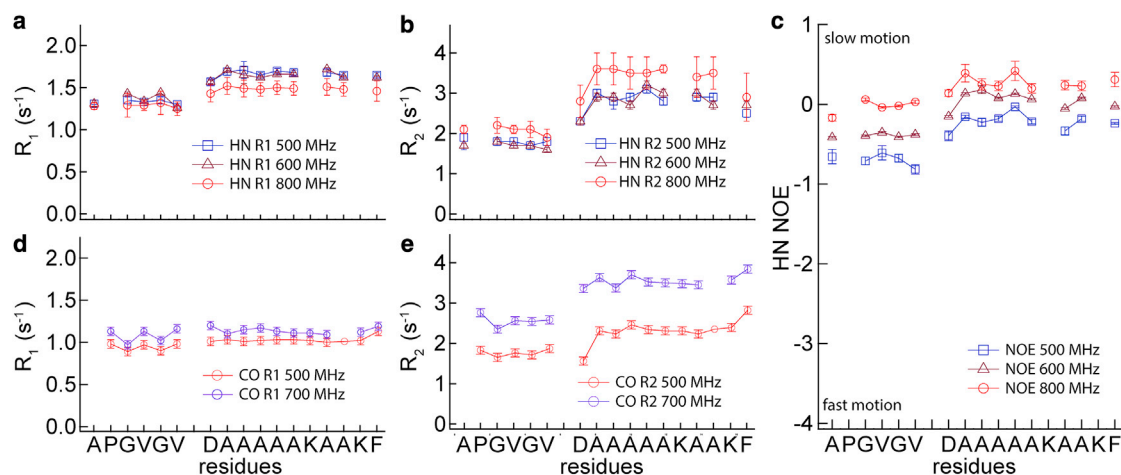 a
2.0
1.5
1.0
0.5
0.0
R1 (s-1)
HN R1 500 MHz
HN R1 600 MHz
HN R1 800 MHz
b
4
3
2
1
0
R2 (s-1)
HN R2 500 MHz
HN R2 600 MHz
HN R2 800 MHz
c
slow motion
1
0
-1
-2
-3
-4
HN NOE
NOE 500 MHz
NOE 600 MHz
NOE 800 MHz
fast motion
APGVGV DAAAAAKAAKF
residues
d
2.0
1.5
1.0
0.5
0.0
R1 (s-1)
CO R1 500 MHz
CO R1 700 MHz
APGVGV DAAAAAKAAKF
residues
e
4
3
2
1
0
R2 (s-1)
CO R2 500 MHz
CO R2 700 MHz
APGVGV DAAAAAKAAKF
residues